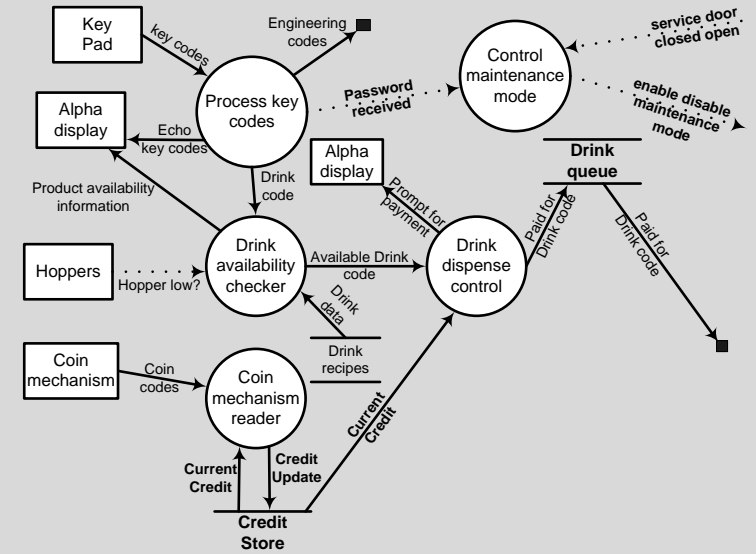 Key
Pad
key codes
Engineering
codes
Process key
codes
Password
received
Control
maintenance
mode
service door
closed open
enable disable
maintenance
mode
Alpha
display
Echo
key codes
Product availability
information
Drink
code
Alpha
display
Prompt for
payment
Drink
queue
Paid for
Drink code
Paid for
Drink code
Hoppers
Hopper low?
Drink
availability
checker
Available Drink
code
Drink
dispense
control
Drink
data
Drink
recipes
Coin
mechanism
Coin
codes
Coin
mechanism
reader
Current
Credit
Current
Credit
Credit
Update
Credit
Store